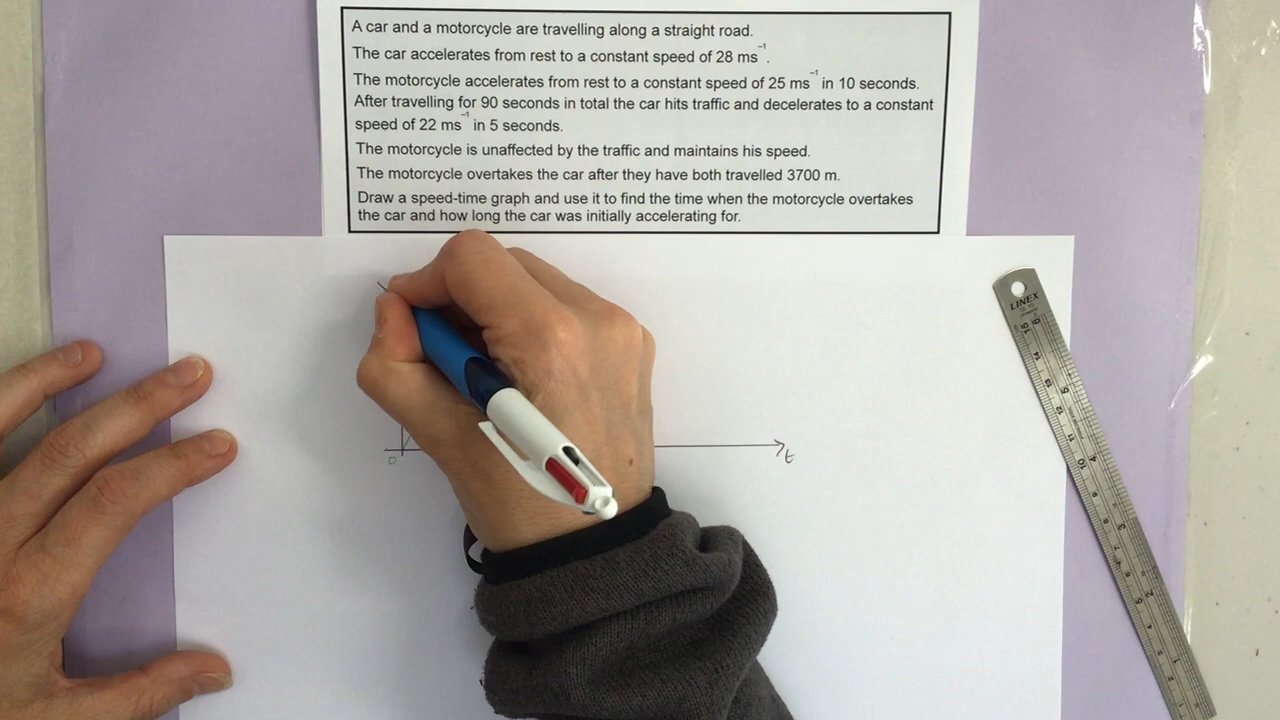 A car and a motorcycle are travelling along a straight road.
The car accelerates from rest to a constant speed of 28 ms⁻¹.
The motorcycle accelerates from rest to a constant speed of 25 ms⁻¹ in 10 seconds.
After travelling for 90 seconds in total the car hits traffic and decelerates to a constant
speed of 22 ms⁻¹ in 5 seconds.
The motorcycle is unaffected by the traffic and maintains his speed.
The motorcycle overtakes the car after they have both travelled 3700 m.
Draw a speed-time graph and use it to find the time when the motorcycle overtakes
the car and how long the car was initially accelerating for.
LINEX
0
t